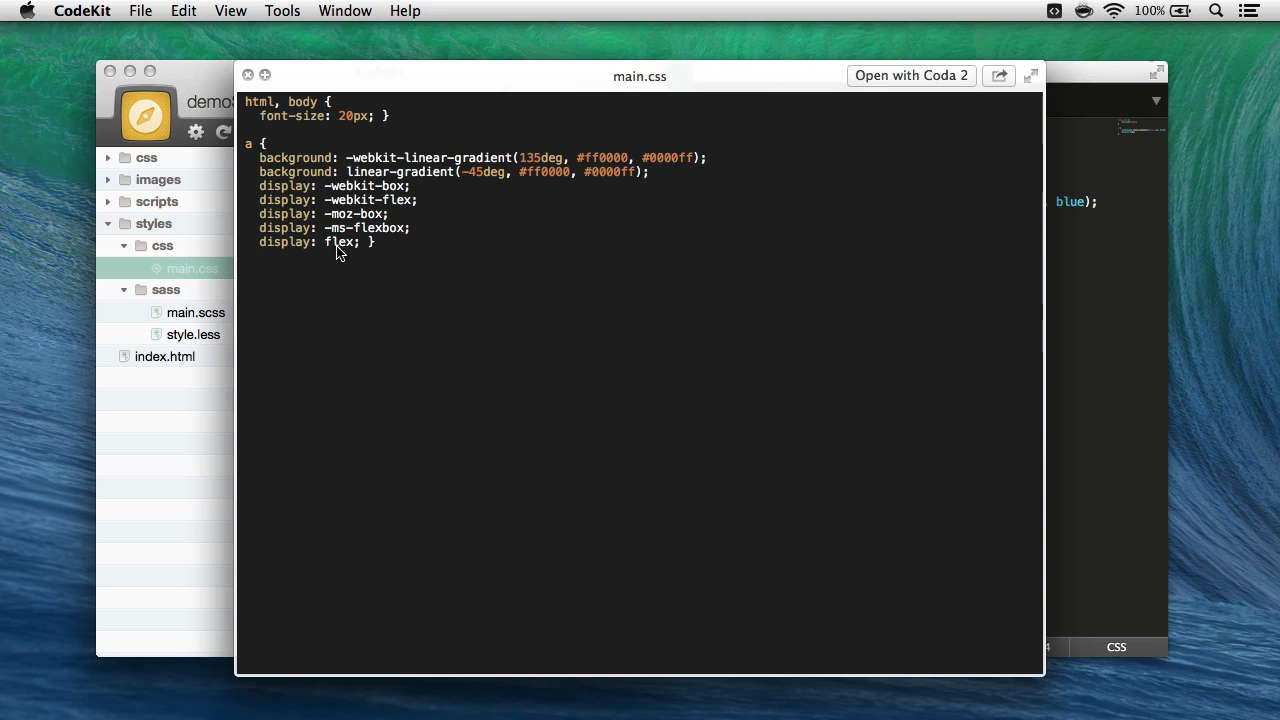 CodeKit File Edit View Tools Window Help 100%
main.css Open with Coda 2
html, body {
font-size: 20px; }
a {
background: -webkit-linear-gradient(135deg, #ff0000, #0000ff);
background: linear-gradient(-45deg, #ff0000, #0000ff);
display: -webkit-box;
display: -webkit-flex;
display: -moz-box;
display: -ms-flexbox;
display: flex; }
css
images
scripts
styles
css
main.css
sass
main.scss
style.less
index.html
blue);
CSS